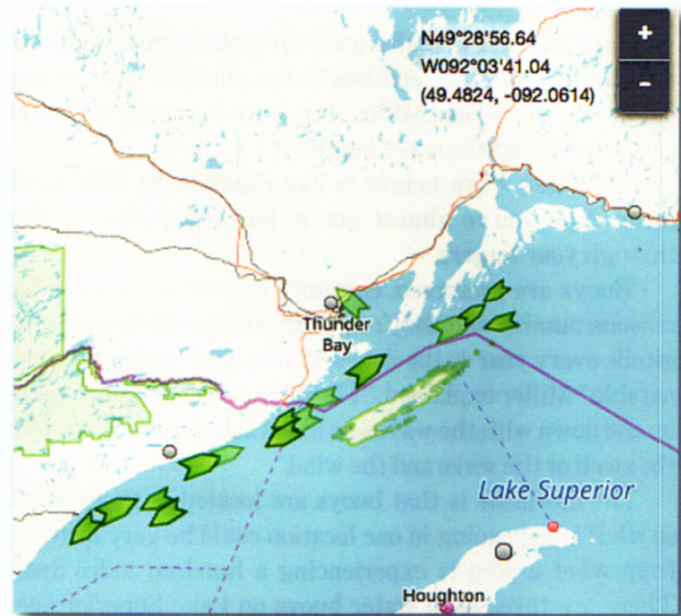 N49°28'56.64
W092°03'41.04
(49.4824, -092.0614)
+
-
Thunder
Bay
Lake Superior
Houghton